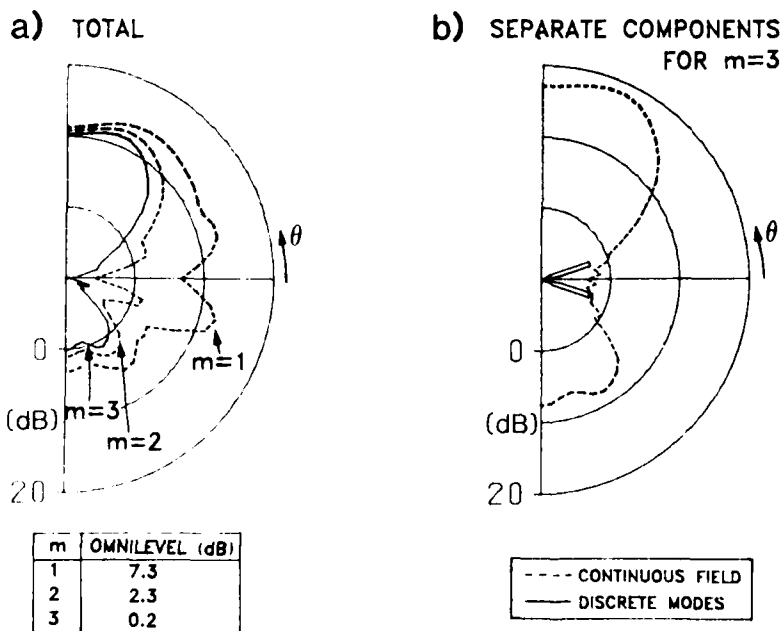 a) TOTAL
θ
0
(dB)
20
m=1
m=3
m=2
m OMNILEVEL (dB)
1 7.3
2 2.3
3 0.2
b) SEPARATE COMPONENTS
FOR m=3
θ
0
(dB)
20
CONTINUOUS FIELD
DISCRETE MODES